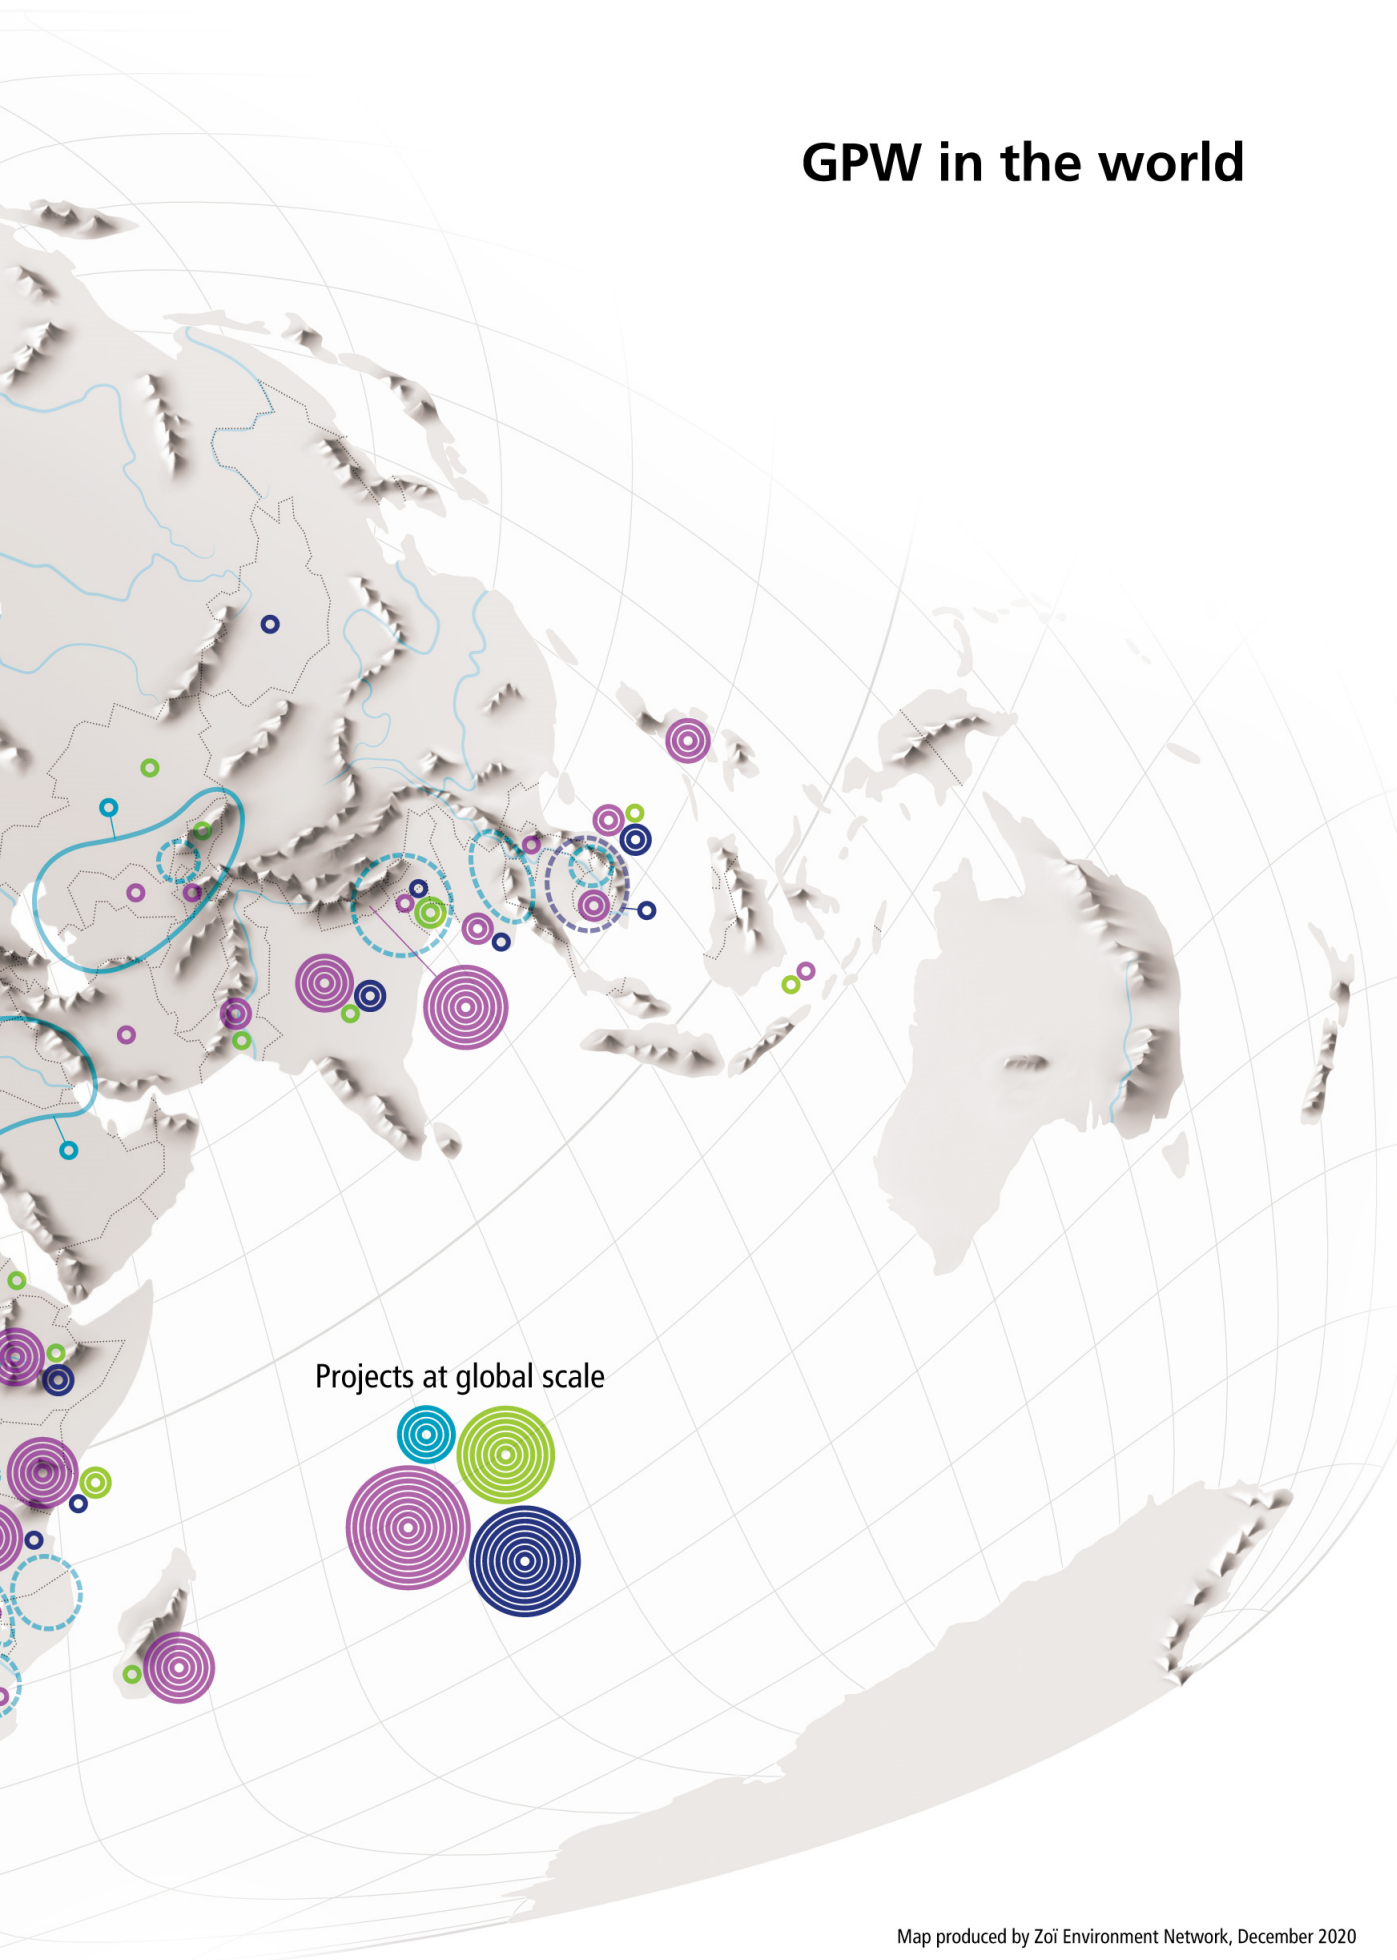 GPW in the world
Projects at global scale
Map produced by Zoï Environment Network, December 2020